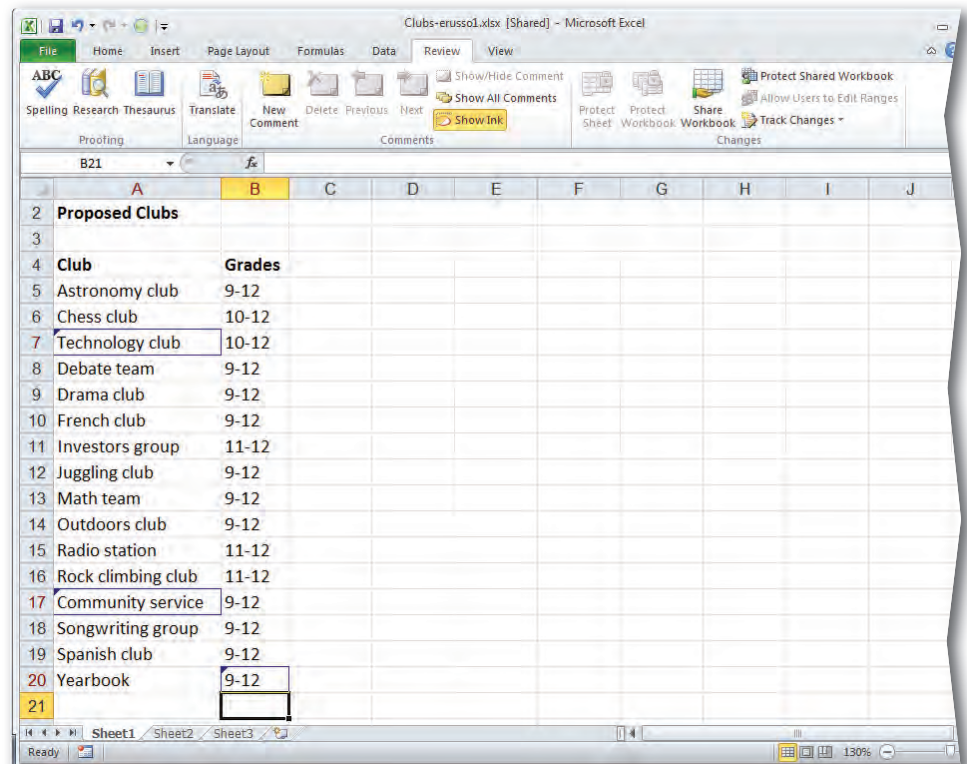 Clubs-erusso1.xlsx [Shared] - Microsoft Excel
File Home Insert Page Layout Formulas Data Review View
ABC
Spelling Research Thesaurus Translate New Comment Delete Previous Next
Show/Hide Comment
Show All Comments
Show Ink
Protect Sheet Protect Workbook Share Workbook
Protect Shared Workbook
Allow Users to Edit Ranges
Track Changes
Proofing Language Comments Changes
B21 fx
A B C D E F G H I J
2 Proposed Clubs
3
4 Club Grades
5 Astronomy club 9-12
6 Chess club 10-12
7 Technology club 10-12
8 Debate team 9-12
9 Drama club 9-12
10 French club 9-12
11 Investors group 11-12
12 Juggling club 9-12
13 Math team 9-12
14 Outdoors club 9-12
15 Radio station 11-12
16 Rock climbing club 11-12
17 Community service 9-12
18 Songwriting group 9-12
19 Spanish club 9-12
20 Yearbook 9-12
21
Sheet1 Sheet2 Sheet3
Ready 130%